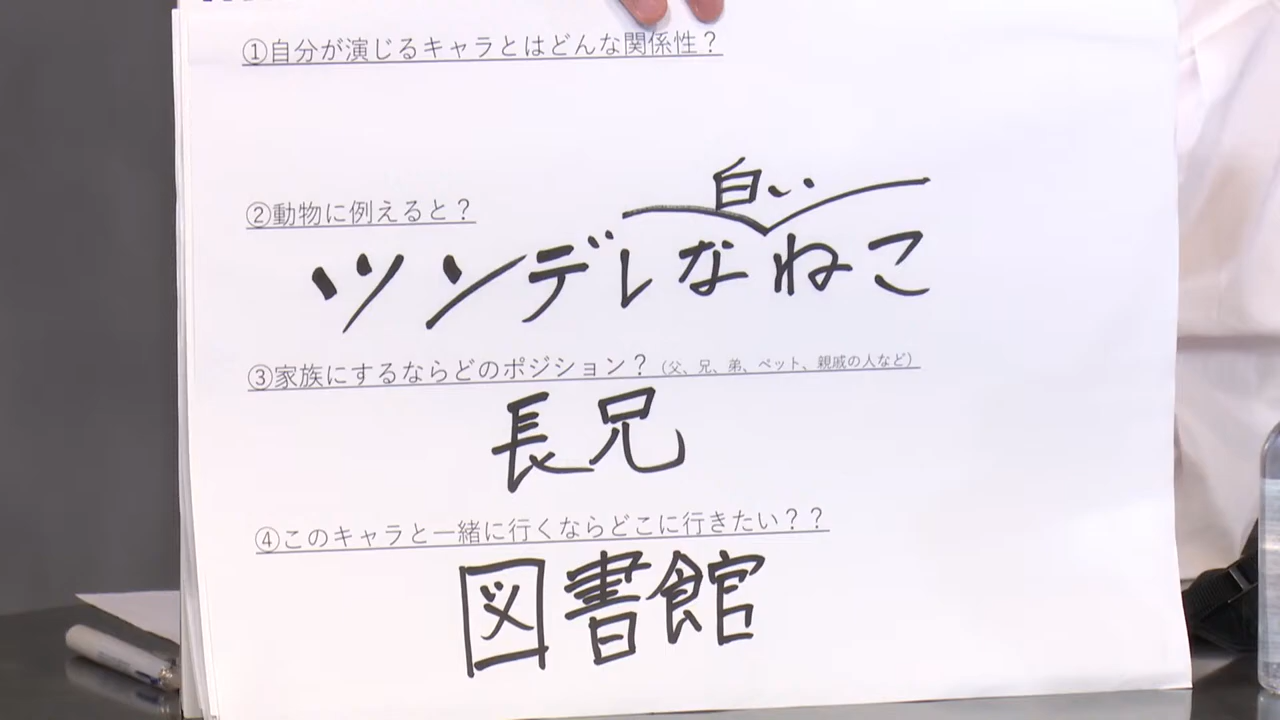 ①自分が演じるキャラとはどんな関係性？
②動物に例えると？
白い
ツンデレなねこ
③家族にするならどのポジション？（父、兄、弟、ペット、親戚の人など）
長兄
④このキャラと一緒に行くならどこに行きたい？？
図書館